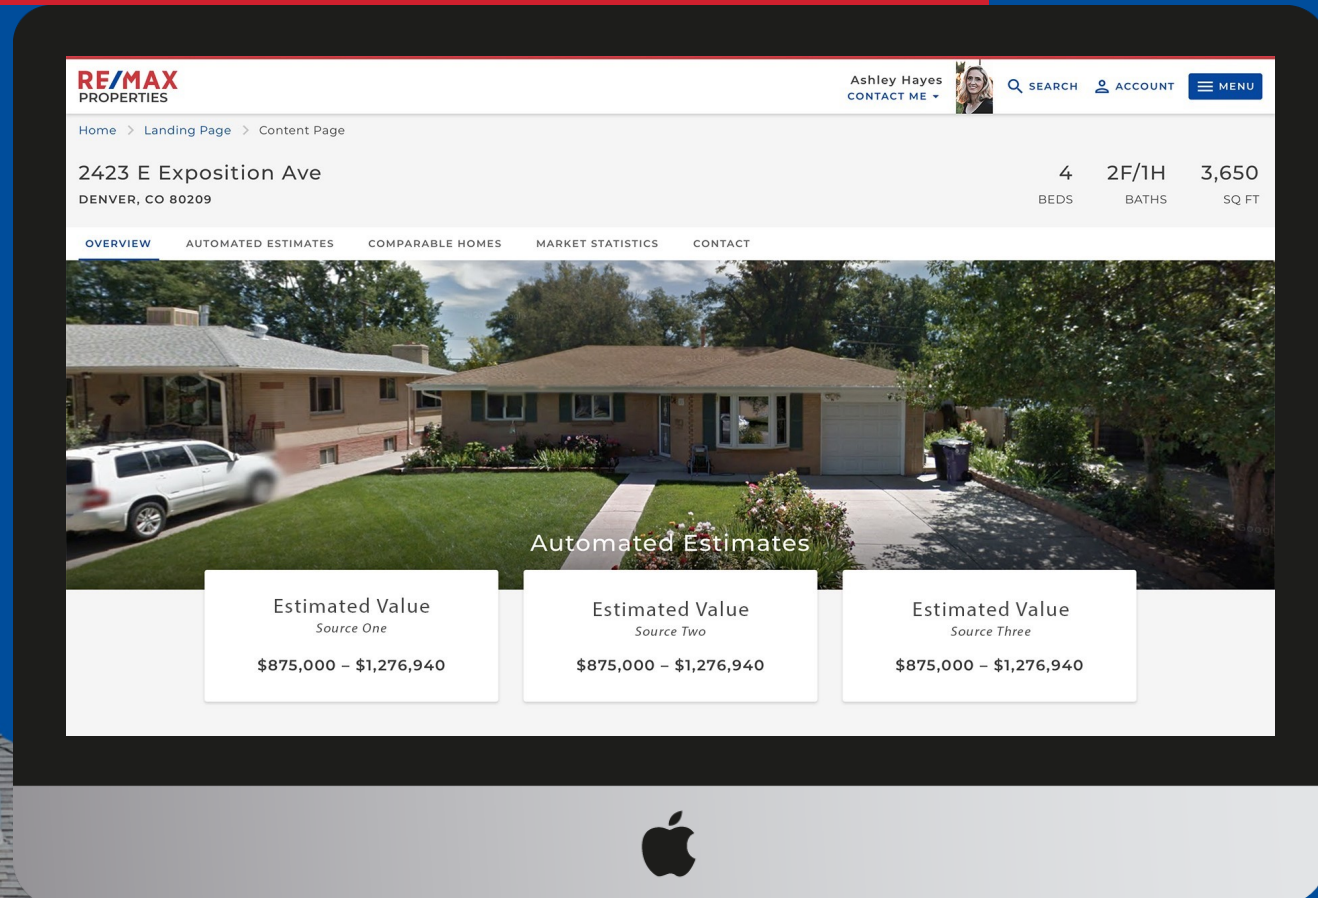 RE/MAX
PROPERTIES
Ashley Hayes
CONTACT ME
SEARCH
ACCOUNT
MENU
Home
Landing Page
Content Page
2423 E Exposition Ave
DENVER, CO 80209
4
BEDS
2F/1H
BATHS
3,650
SQ FT
OVERVIEW
AUTOMATED ESTIMATES
COMPARABLE HOMES
MARKET STATISTICS
CONTACT
Automated Estimates
Estimated Value
Source One
$875,000 – $1,276,940
Estimated Value
Source Two
$875,000 – $1,276,940
Estimated Value
Source Three
$875,000 – $1,276,940